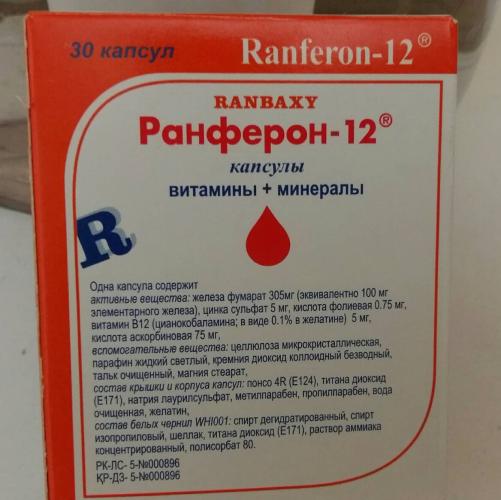 30 капсул
Ranferon-12®
RANBAXY
Ранферон-12®
капсулы
витамины + минералы
R
Одна капсула содержит
активные вещества: железа фумарат 305мг (эквивалентно 100 мг
элементарного железа), цинка сульфат 5 мг, кислота фолиевая 0.75 мг,
витамин В12 (цианокобаламина; в виде 0.1% в желатине) 5 мг,
кислота аскорбиновая 75 мг,
вспомогательные вещества: целлюлоза микрокристаллическая,
парафин жидкий светлый, кремния диоксид коллоидный безводный,
тальк очищенный, магния стеарат,
состав крышки и корпуса капсул: понсо 4R (Е124), титана диоксид
(Е171), натрия лаурилсульфат, метилпарабен, пропилпарабен, вода
очищенная, желатин,
состав белых чернил WHI001: спирт дегидратированный, спирт
изопропиловый, шеллак, титана диоксид (Е171), раствор аммиака
концентрированный, полисорбат 80.
РК-ЛС- 5-№000896
ҚР-ДЗ- 5-№000896